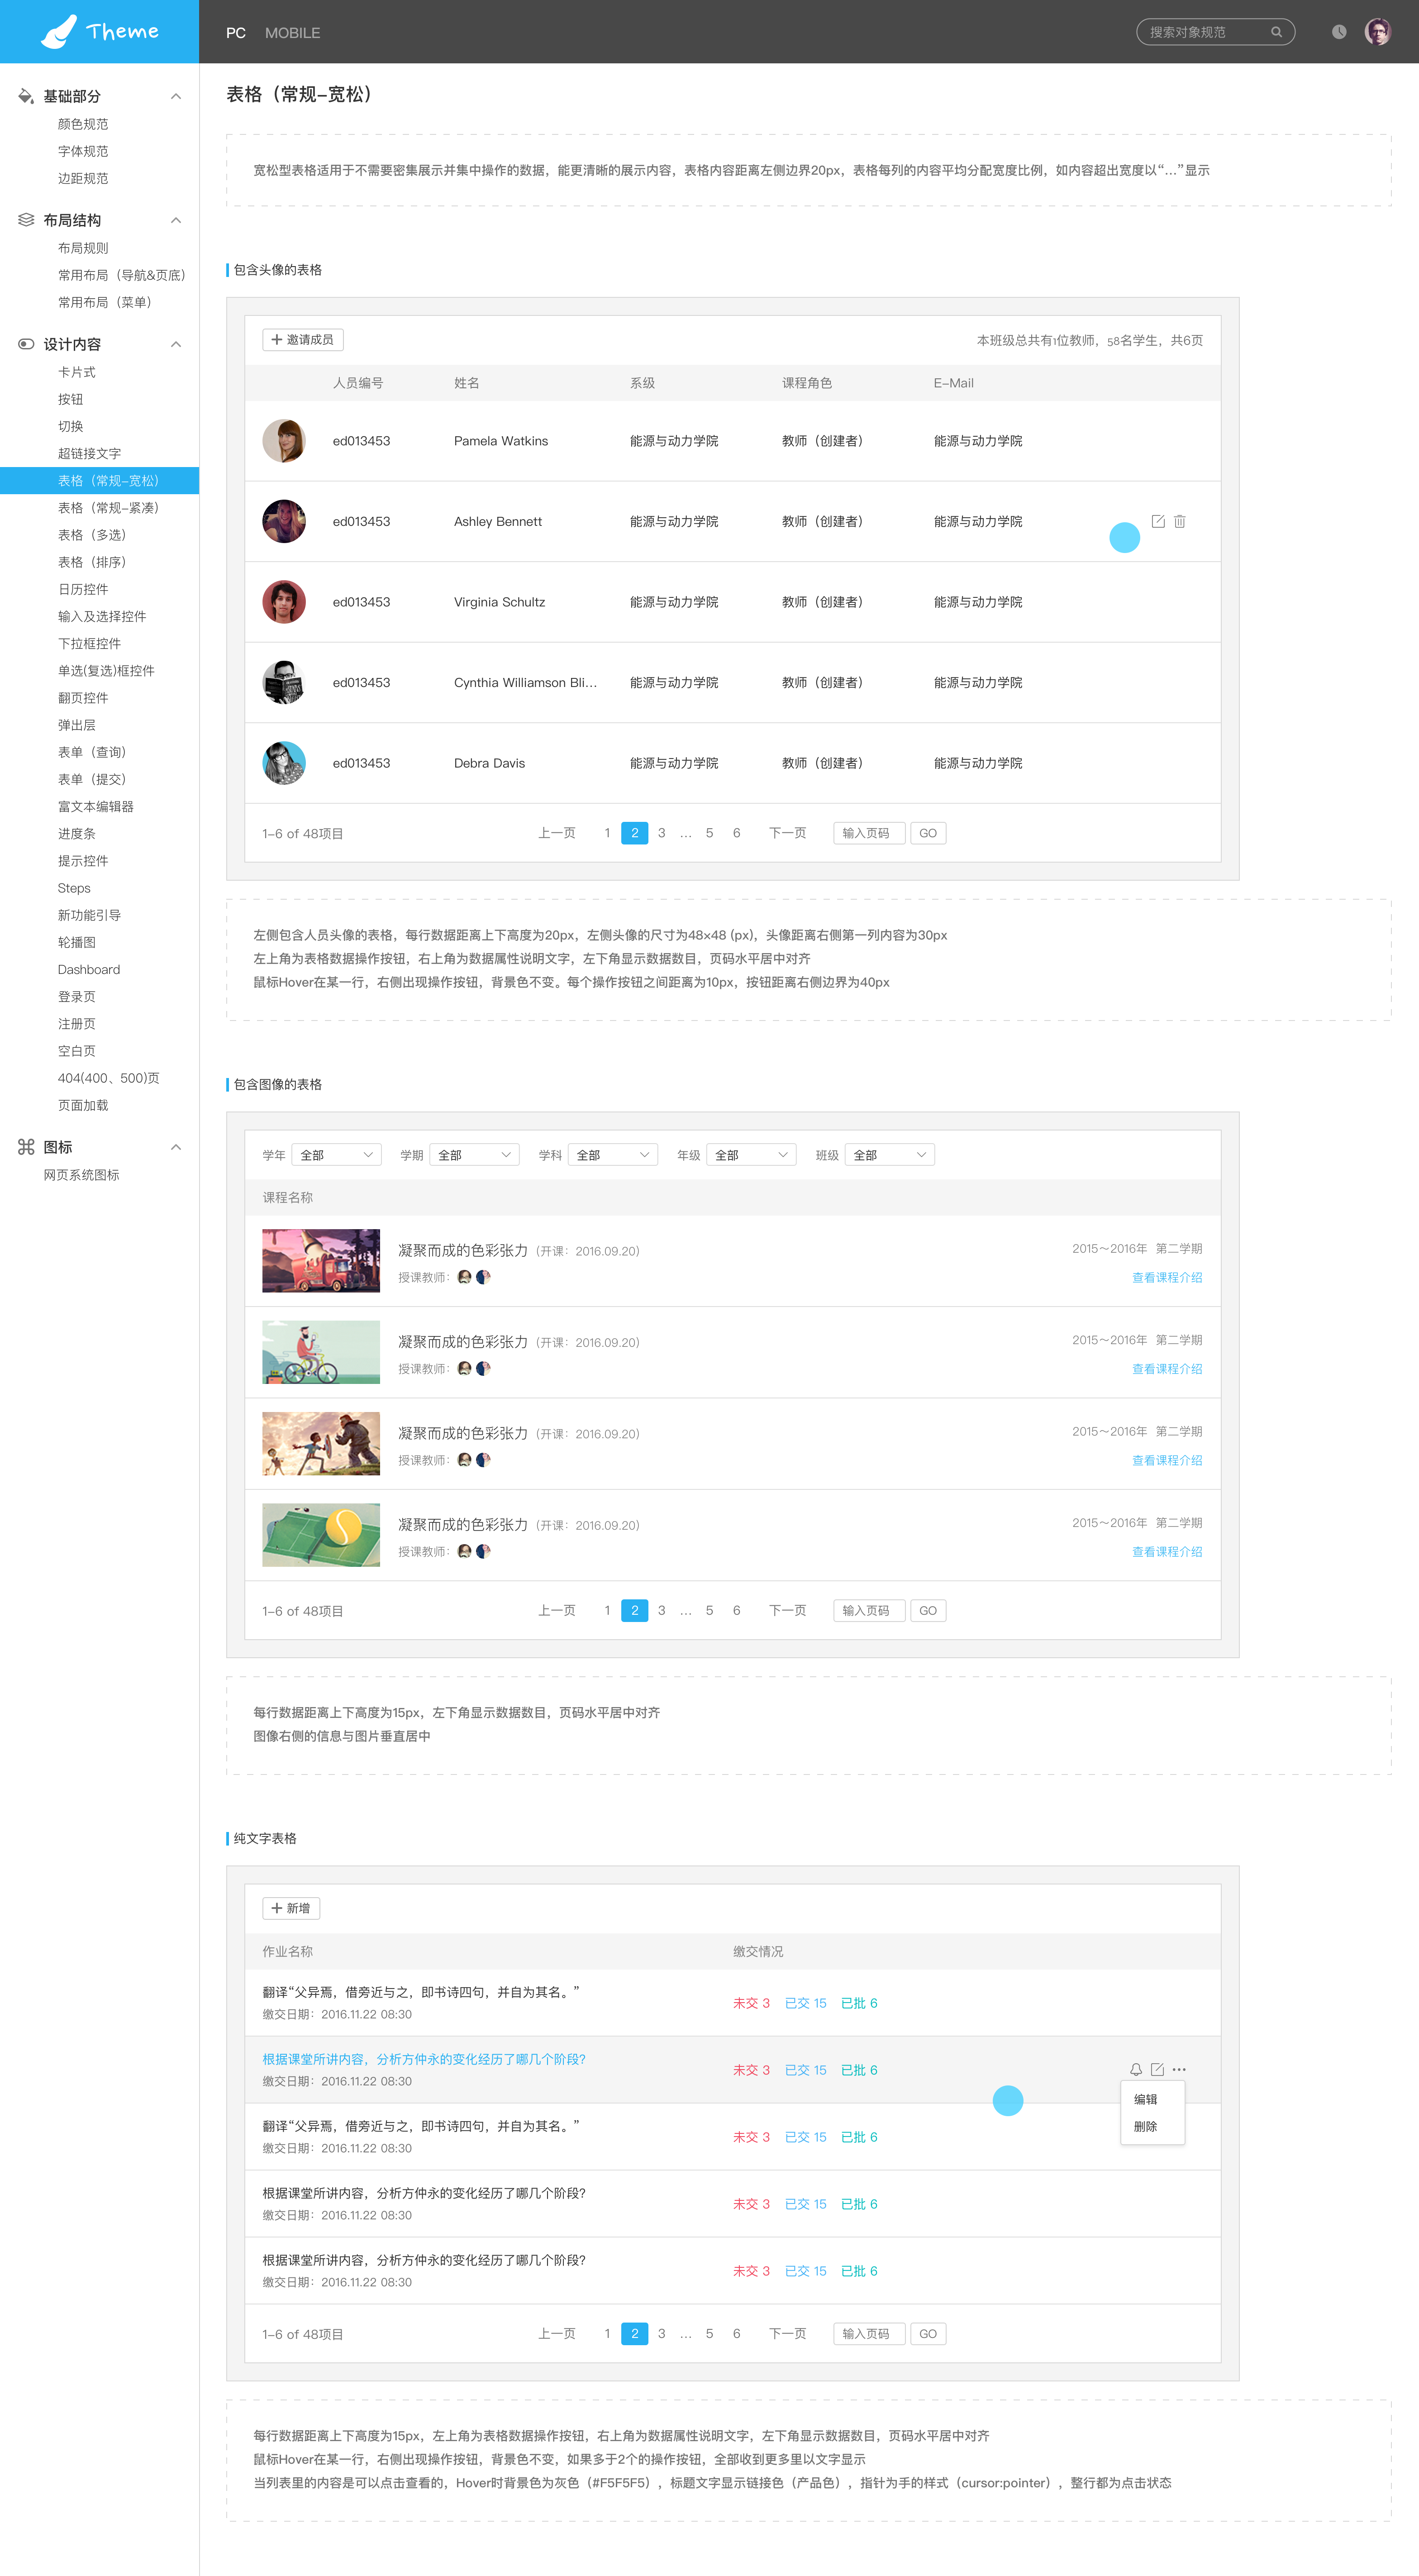 Theme
PC MOBILE
搜索对象规范
基础部分
颜色规范
字体规范
边距规范
布局结构
布局规则
常用布局（导航&页底）
常用布局（菜单）
设计内容
卡片式
按钮
切换
超链接文字
表格（常规-宽松）
表格（常规-紧凑）
表格（多选）
表格（排序）
日历控件
输入及选择控件
下拉框控件
单选(复选)框控件
翻页控件
弹出层
表单（查询）
表单（提交）
富文本编辑器
进度条
提示控件
Steps
新功能引导
轮播图
Dashboard
登录页
注册页
空白页
404(400、500)页
页面加载
图标
网页系统图标
表格（常规-宽松）
宽松型表格适用于不需要密集展示并集中操作的数据，能更清晰的展示内容，表格内容距离左侧边界20px，表格每列的内容平均分配宽度比例，如内容超出宽度以“...”显示
包含头像的表格
邀请成员 本班级总共有1位教师，58名学生，共6页
人员编号 姓名 系级 课程角色 E-Mail
ed013453 Pamela Watkins 能源与动力学院 教师（创建者） 能源与动力学院
ed013453 Ashley Bennett 能源与动力学院 教师（创建者） 能源与动力学院
ed013453 Virginia Schultz 能源与动力学院 教师（创建者） 能源与动力学院
ed013453 Cynthia Williamson Bli... 能源与动力学院 教师（创建者） 能源与动力学院
ed013453 Debra Davis 能源与动力学院 教师（创建者） 能源与动力学院
1-6 of 48项目 上一页 1 2 3 ... 5 6 下一页 输入页码 GO
左侧包含人员头像的表格，每行数据距离上下高度为20px，左侧头像的尺寸为48×48 (px)，头像距离右侧第一列内容为30px
左上角为表格数据操作按钮，右上角为数据属性说明文字，左下角显示数据数目，页码水平居中对齐
鼠标Hover在某一行，右侧出现操作按钮，背景色不变。每个操作按钮之间距离为10px，按钮距离右侧边界为40px
包含图像的表格
学年 全部 学期 全部 学科 全部 年级 全部 班级 全部
课程名称
凝聚而成的色彩张力（开课：2016.09.20） 2015～2016年 第二学期
授课教师： 查看课程介绍
凝聚而成的色彩张力（开课：2016.09.20） 2015～2016年 第二学期
授课教师： 查看课程介绍
凝聚而成的色彩张力（开课：2016.09.20） 2015～2016年 第二学期
授课教师： 查看课程介绍
凝聚而成的色彩张力（开课：2016.09.20） 2015～2016年 第二学期
授课教师： 查看课程介绍
1-6 of 48项目 上一页 1 2 3 ... 5 6 下一页 输入页码 GO
每行数据距离上下高度为15px，左下角显示数据数目，页码水平居中对齐
图像右侧的信息与图片垂直居中
纯文字表格
新增
作业名称 缴交情况
翻译“父异焉，借旁近与之，即书诗四句，并自为其名。”
缴交日期：2016.11.22 08:30 未交 3 已交 15 已批 6
根据课堂所讲内容，分析方仲永的变化经历了哪几个阶段?
缴交日期：2016.11.22 08:30 未交 3 已交 15 已批 6
编辑
删除
翻译“父异焉，借旁近与之，即书诗四句，并自为其名。”
缴交日期：2016.11.22 08:30 未交 3 已交 15 已批 6
根据课堂所讲内容，分析方仲永的变化经历了哪几个阶段?
缴交日期：2016.11.22 08:30 未交 3 已交 15 已批 6
根据课堂所讲内容，分析方仲永的变化经历了哪几个阶段?
缴交日期：2016.11.22 08:30 未交 3 已交 15 已批 6
1-6 of 48项目 上一页 1 2 3 ... 5 6 下一页 输入页码 GO
每行数据距离上下高度为15px，左上角为表格数据操作按钮，右上角为数据属性说明文字，左下角显示数据数目，页码水平居中对齐
鼠标Hover在某一行，右侧出现操作按钮，背景色不变，如果多于2个的操作按钮，全部收到更多里以文字显示
当列表里的内容是可以点击查看的，Hover时背景色为灰色（#F5F5F5），标题文字显示链接色（产品色），指针为手的样式（cursor:pointer），整行都为点击状态